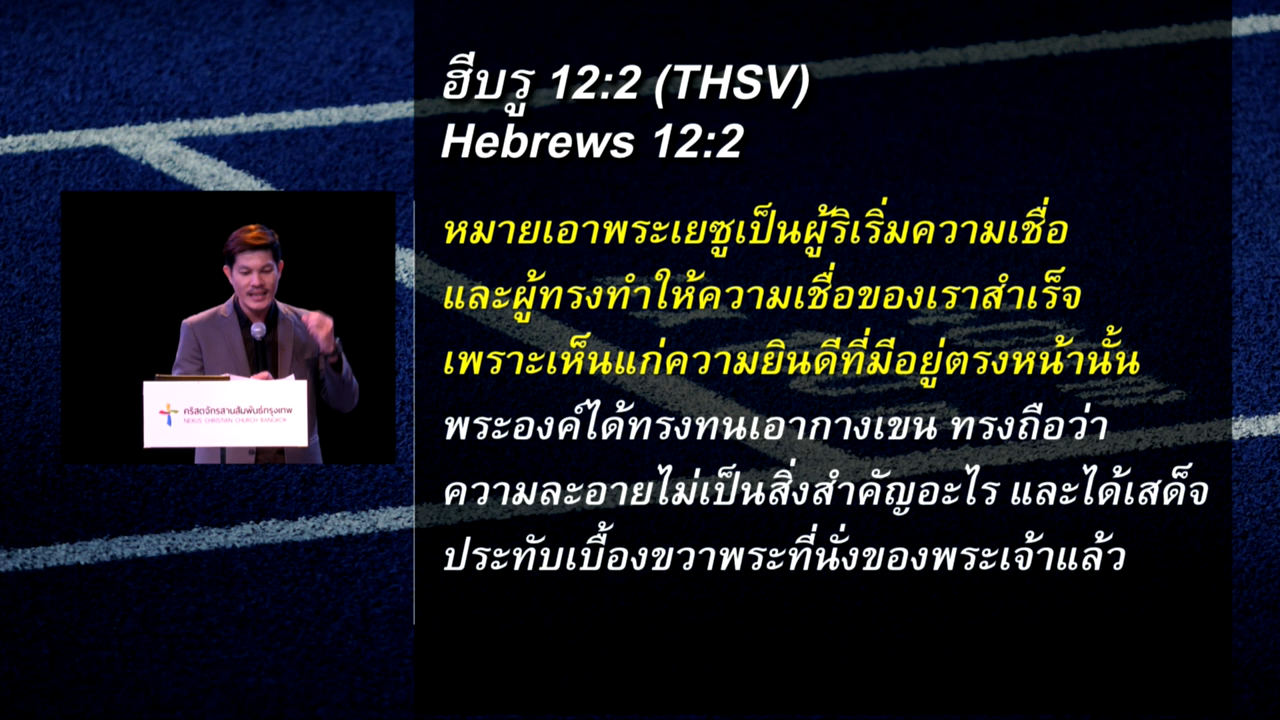 ฮีบรู 12:2 (THSV)
Hebrews 12:2
หมายเอาพระเยซูเป็นผู้ริเริ่มความเชื่อ
และผู้ทรงทำให้ความเชื่อของเราสำเร็จ
เพราะเห็นแก่ความยินดีที่มีอยู่ตรงหน้านั้น
พระองค์ได้ทรงทนเอากางเขน ทรงถือว่า
ความละอายไม่เป็นสิ่งสำคัญอะไร และได้เสด็จ
ประทับเบื้องขวาพระที่นั่งของพระเจ้าแล้ว
คริสตจักรสานสัมพันธ์กรุงเทพ
NEXUS CHRISTIAN CHURCH BANGKOK